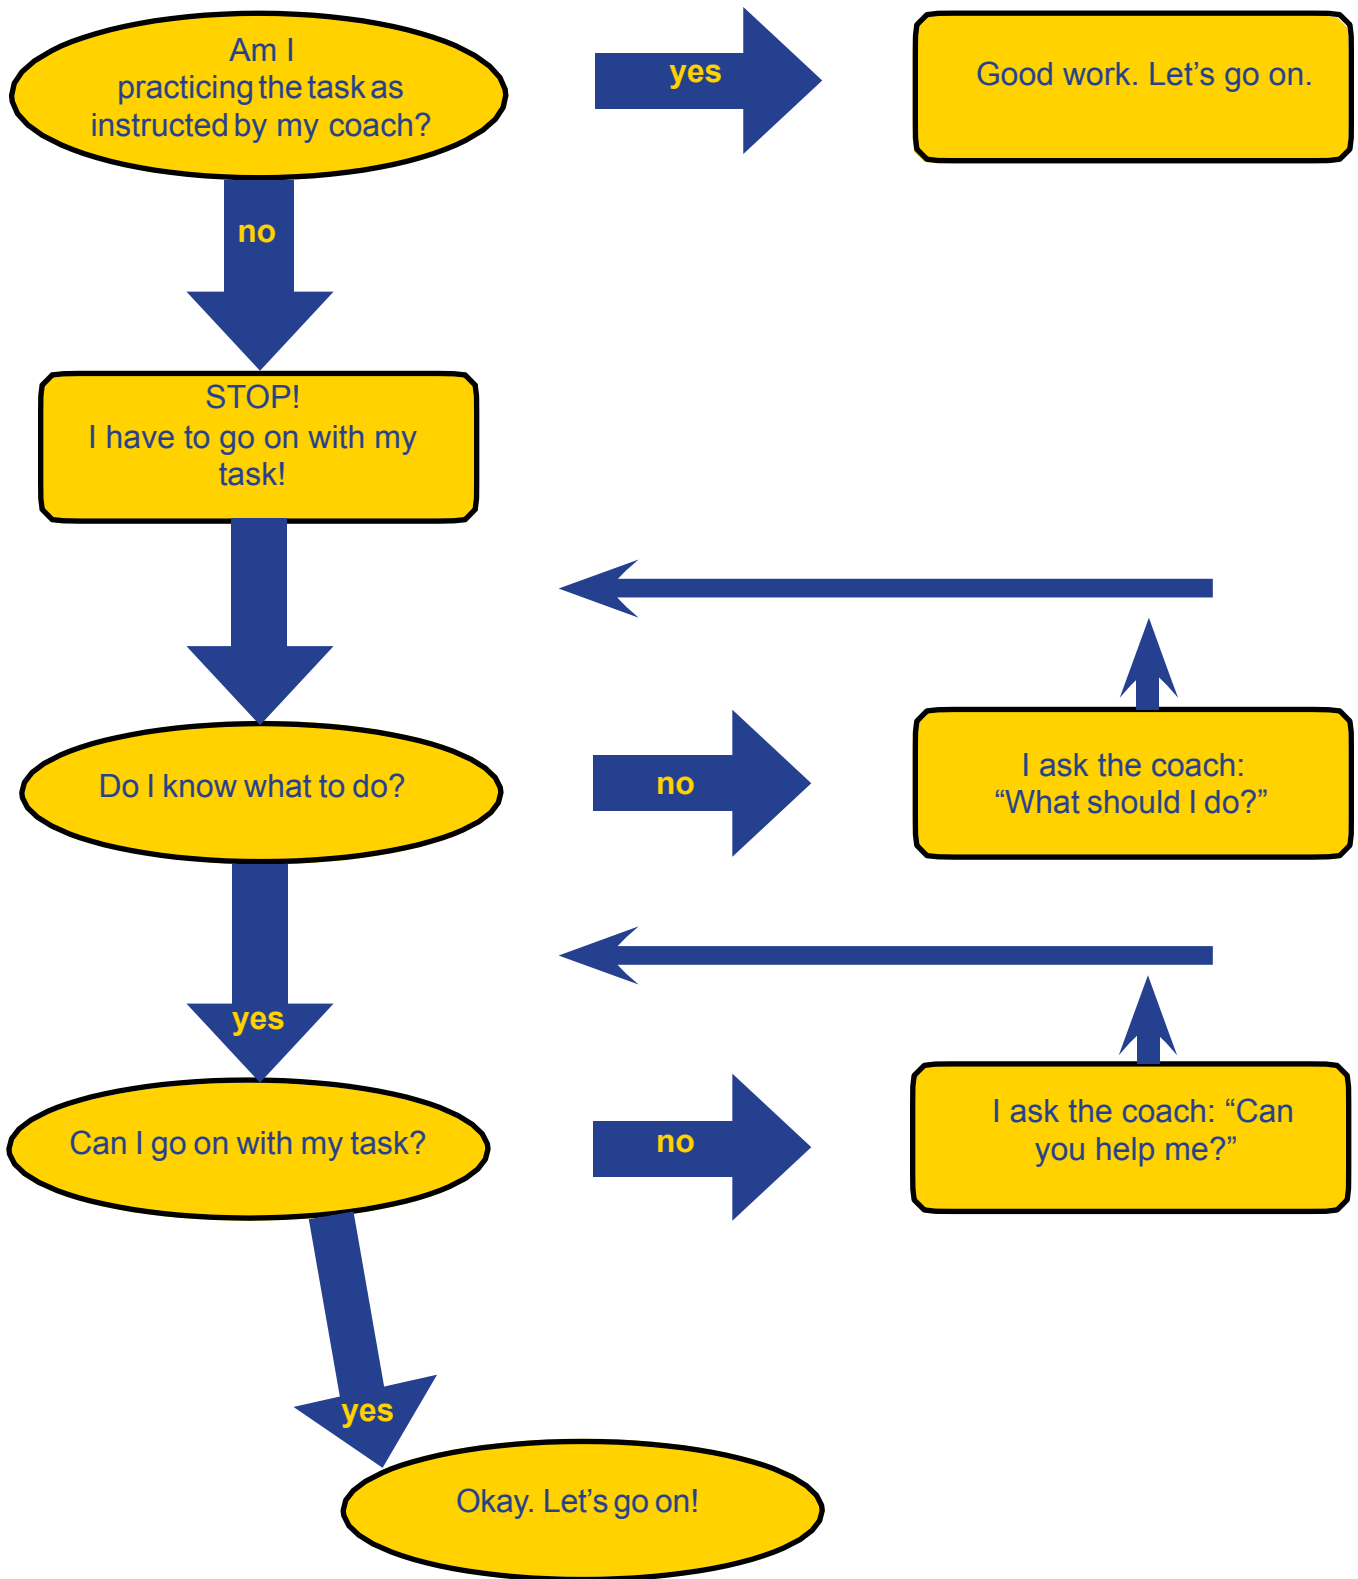 Am I
practicing the task as
instructed by my coach?
yes
Good work. Let's go on.
no
STOP!
I have to go on with my
task!
Do I know what to do?
no
I ask the coach:
“What should I do?”
yes
Can I go on with my task?
no
I ask the coach: “Can
you help me?”
yes
Okay. Let's go on!